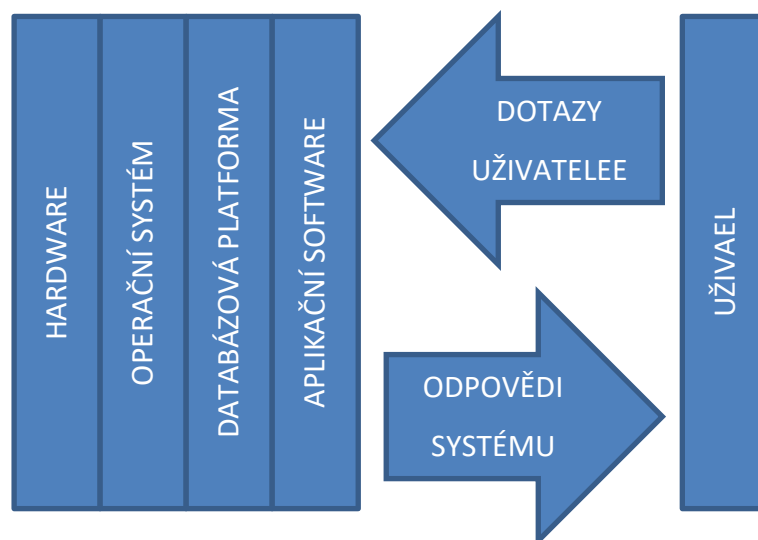 HARDWARE
OPERAČNÍ SYSTÉM
DATABÁZOVÁ PLATFORMA
APLIKAČNÍ SOFTWARE
DOTAZY
UŽIVATELEE
ODPOVĚDI
SYSTÉMU
UŽIVAEL